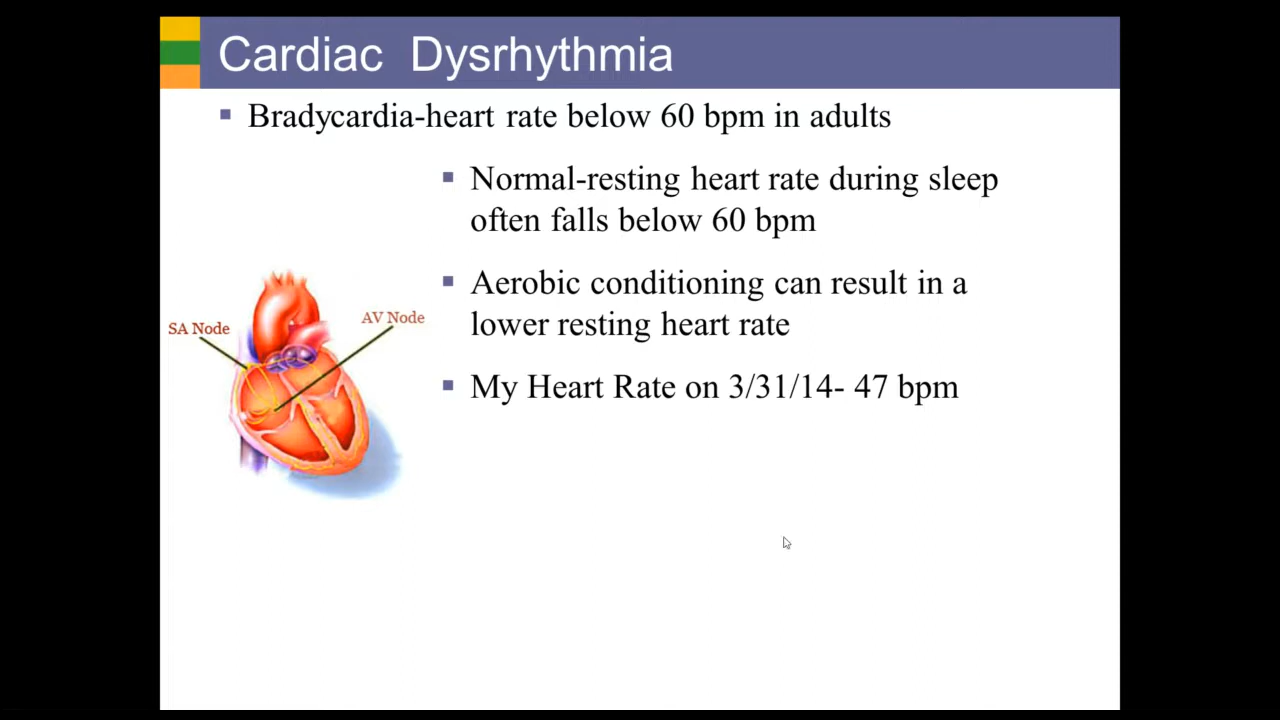 Cardiac Dysrhythmia
Bradycardia-heart rate below 60 bpm in adults
Normal-resting heart rate during sleep
often falls below 60 bpm
Aerobic conditioning can result in a
lower resting heart rate
My Heart Rate on 3/31/14- 47 bpm
SA Node
AV Node